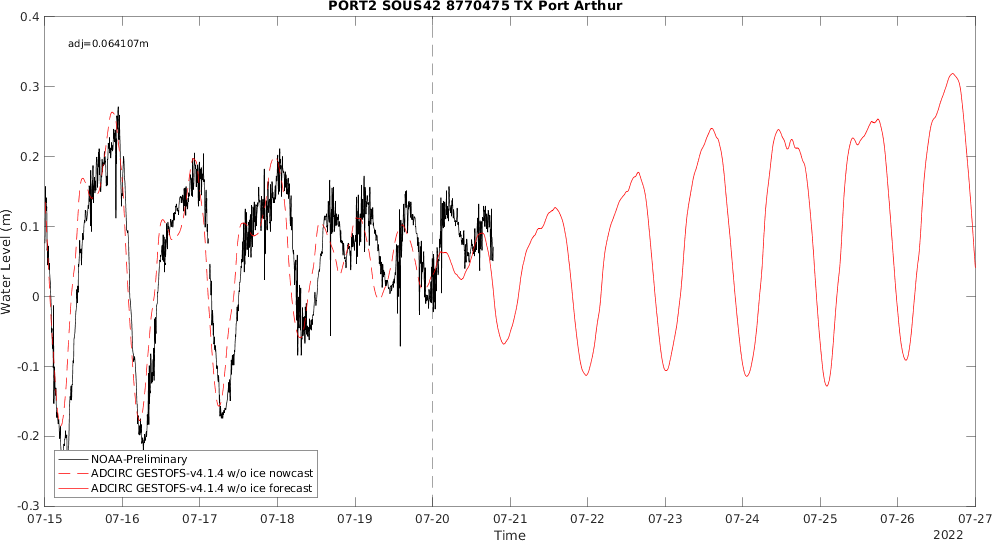 PORT2 SOUS42 8770475 TX Port Arthur
adj=0.064107m
Water Level (m)
0.4
0.3
0.2
0.1
0
-0.1
-0.2
-0.3
NOAA-Preliminary
ADCIRC GESTOFS-v4.1.4 w/o ice nowcast
ADCIRC GESTOFS-v4.1.4 w/o ice forecast
07-15 07-16 07-17 07-18 07-19 07-20 07-21 07-22 07-23 07-24 07-25 07-26 07-27
Time
2022